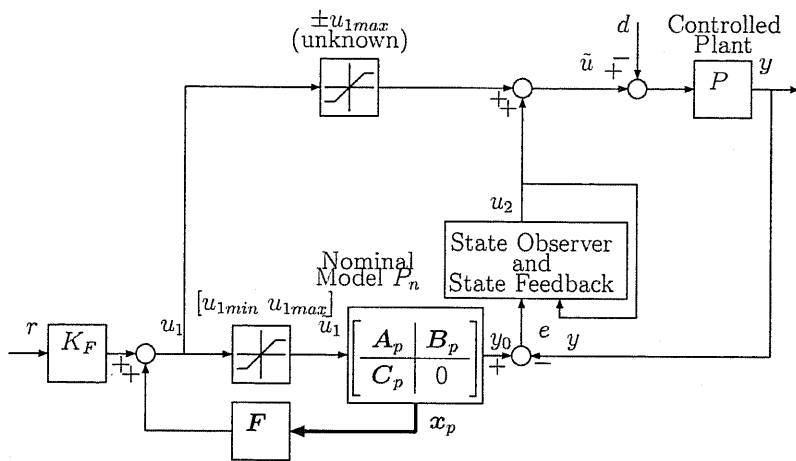 ±u1max
(unknown)
d
Controlled
Plant
ũ
+
−
P
y
+
+
u2
State Observer
and
State Feedback
Nominal
Model Pn
[u1min u1max]
r
KF
u1
+
+
ũ1
Ap Bp
Cp 0
y0
+
e
−
y
F
xp